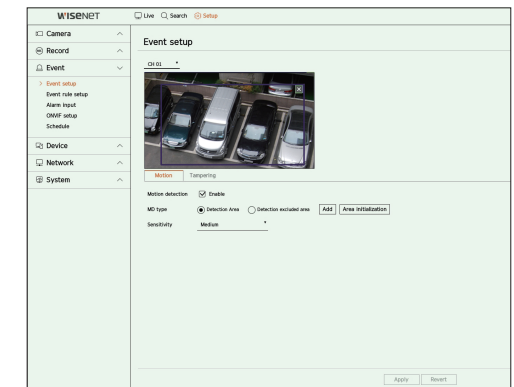 WISENET
Live Search Setup
Camera
Record
Event
Event setup
Event rule setup
Alarm input
ONVIF setup
Schedule
Device
Network
System
Event setup
CH 01
Motion Tampering
Motion detection Enable
MD type Detection Area Detection excluded area Add Area initialization
Sensitivity Medium
Apply Revert